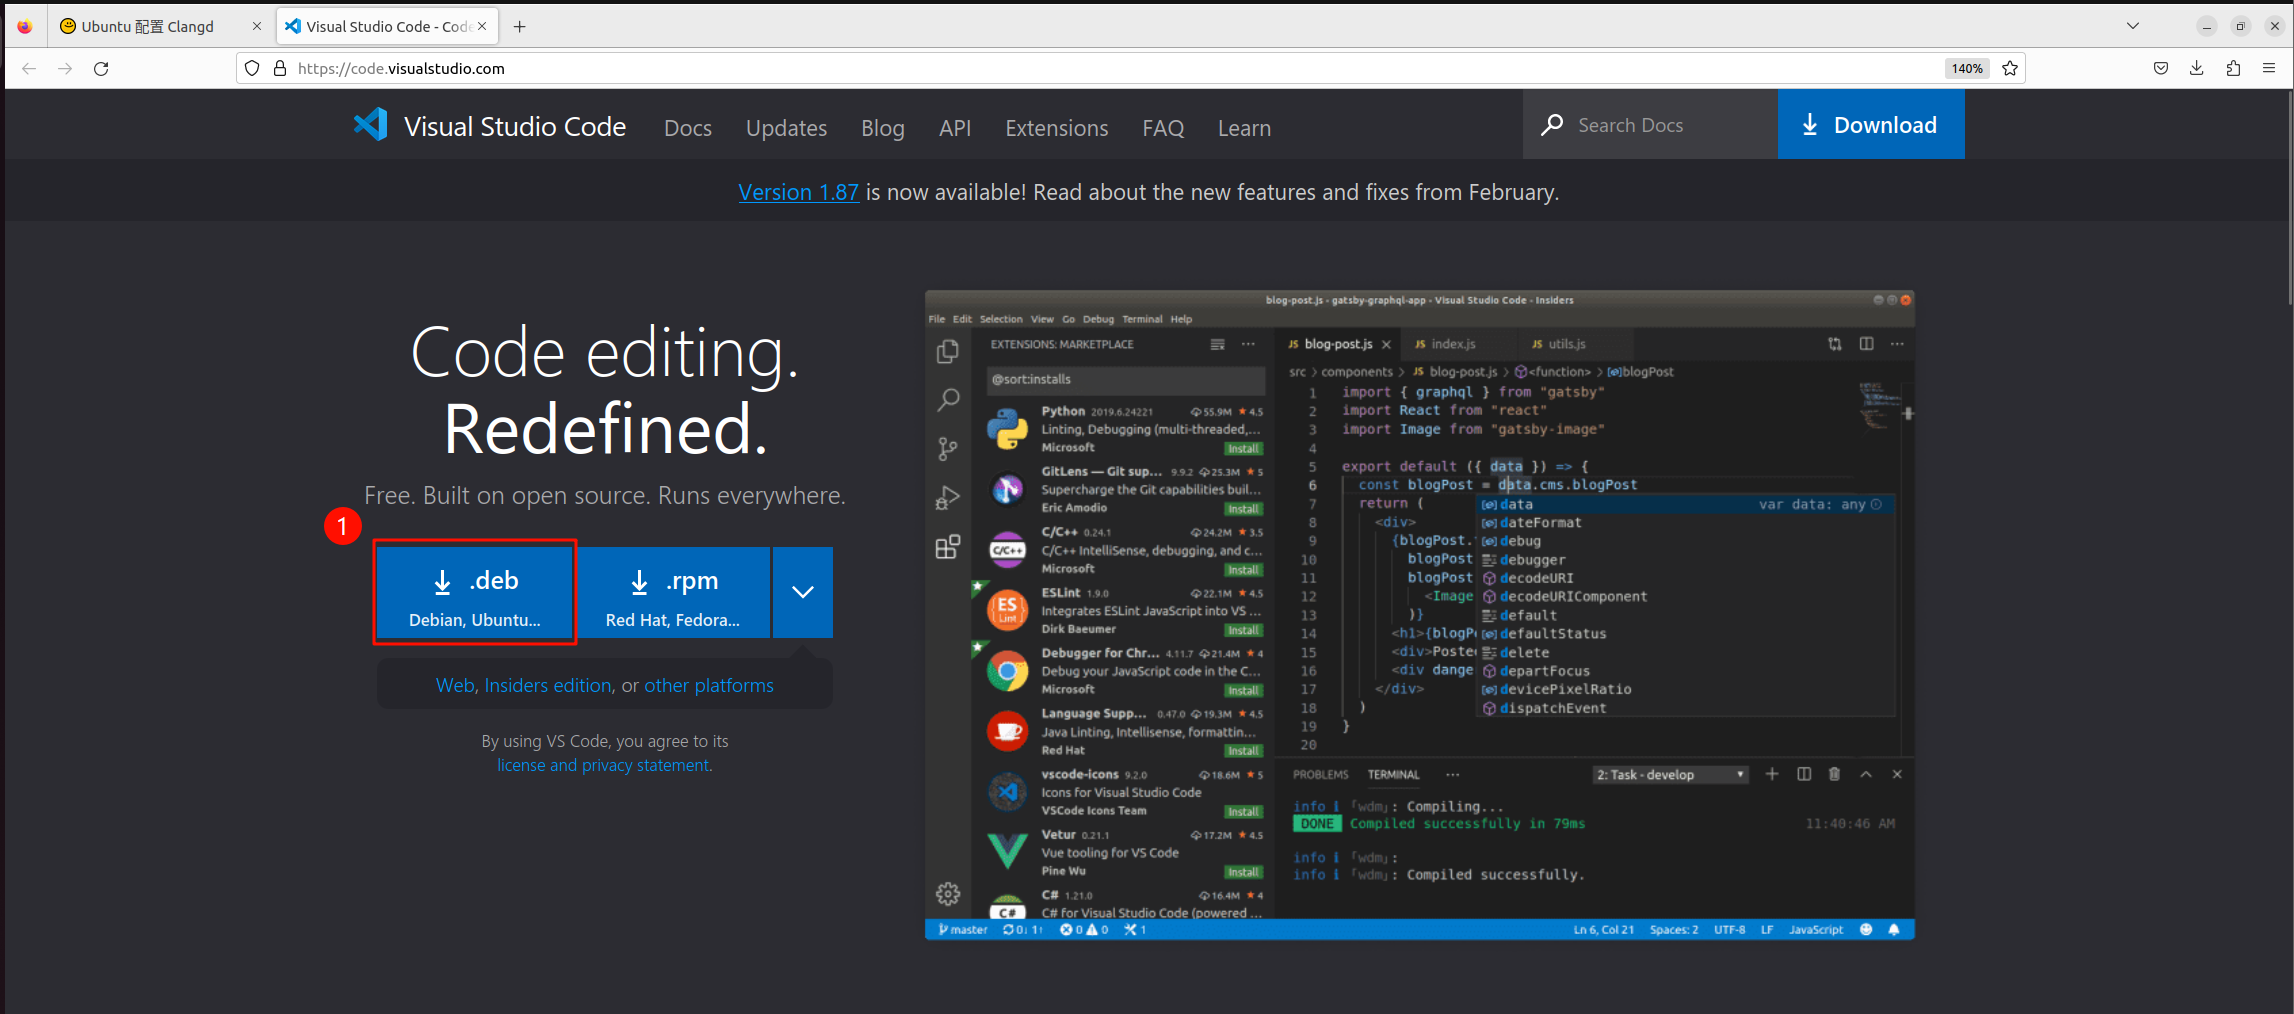 Ubuntu 配置 Clangd
Visual Studio Code - Code
https://code.visualstudio.com
140%
Visual Studio Code
Docs
Updates
Blog
API
Extensions
FAQ
Learn
Search Docs
Download
Version 1.87 is now available! Read about the new features and fixes from February.
Code editing.
Redefined.
Free. Built on open source. Runs everywhere.
1
.deb
Debian, Ubuntu...
.rpm
Red Hat, Fedora...
Web, Insiders edition, or other platforms
By using VS Code, you agree to its
license and privacy statement.
blog-post.js - gatsby-graphql-app - Visual Studio Code - Insiders
File Edit Selection View Go Debug Terminal Help
EXTENSIONS: MARKETPLACE
@sort:installs
Python 2019.6.24221 55.9M ★ 4.5
Linting, Debugging (multi-threaded,...
Microsoft Install
GitLens — Git sup... 9.9.2 25.3M ★ 5
Supercharge the Git capabilities buil...
Eric Amodio Install
C/C++ 0.24.1 24.2M ★ 3.5
C/C++
C/C++ IntelliSense, debugging, and c...
Microsoft Install
ESLint 1.9.0 22.1M ★ 4.5
ES
Lint
Integrates ESLint JavaScript into VS ...
Dirk Baeumer Install
Debugger for Chr... 4.11.7 21.4M ★ 4
Debug your JavaScript code in the C...
Microsoft Install
Language Supp... 0.47.0 19.3M ★ 4.5
Java Linting, Intellisense, formattin...
Red Hat Install
vscode-icons 9.2.0 18.6M ★ 5
Icons for Visual Studio Code
VSCode Icons Team Install
Vetur 0.21.1 17.2M ★ 4.5
Vue tooling for VS Code
Pine Wu Install
C# 1.21.0 16.4M ★ 4
C#
C# for Visual Studio Code (powered ...
JS blog-post.js
JS index.js
JS utils.js
src > components > JS blog-post.js > <function> > blogPost
1 import { graphql } from "gatsby"
2 import React from "react"
3 import Image from "gatsby-image"
4
5 export default ({ data }) => {
6 const blogPost = data.cms.blogPost
7 return (
8 <div>
9 {blogPost.
10 blogPost
11 blogPost
12 <Image
13 )}
14 <h1>{blogP
15 <div>Poste
16 <div dange
17 </div>
18 )
19 }
20
data var data: any
dateFormat
debug
debugger
decodeURI
decodeURIComponent
default
defaultStatus
delete
departFocus
devicePixelRatio
dispatchEvent
PROBLEMS TERMINAL ... 2: Task - develop
info i ｢wdm｣: Compiling...
DONE Compiled successfully in 79ms 11:40:46 AM
info i ｢wdm｣:
info i ｢wdm｣: Compiled successfully.
master 0↓ 1↑ 0 0 1
Ln 6, Col 21 Spaces: 2 UTF-8 LF JavaScript